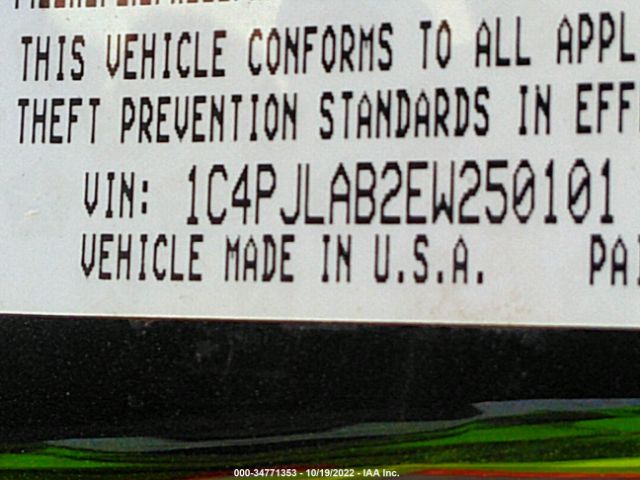 THIS VEHICLE CONFORMS TO ALL APPL
THEFT PREVENTION STANDARDS IN EFF
VIN: 1C4PJLAB2EW250101
VEHICLE MADE IN U.S.A. PAI
000-34771353 - 10/19/2022 - IAA Inc.